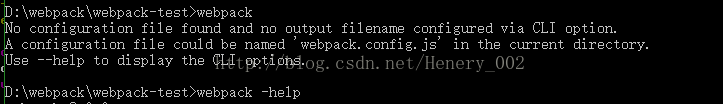 D:\webpack\webpack-test>webpack
No configuration file found and no output filename configured via CLI option.
A configuration file could be named 'webpack.config.js' in the current directory.
Use --help to display the CLI options.
http://blog.csdn.net/Henery_002
D:\webpack\webpack-test>webpack -help